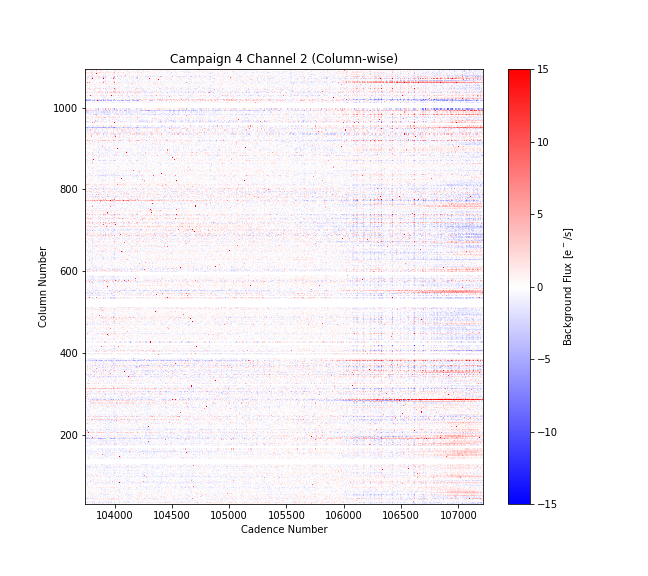 Campaign 4 Channel 2 (Column-wise)
1000
800
600
400
200
Column Number
104000 104500 105000 105500 106000 106500 107000
Cadence Number
15
10
5
0
−5
−10
−15
Background Flux [e⁻/s]